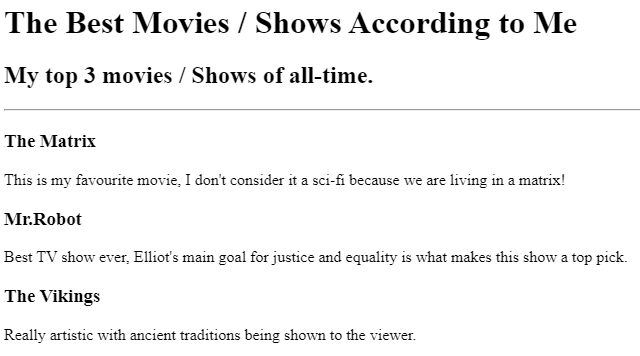 The Best Movies / Shows According to Me
My top 3 movies / Shows of all-time.
The Matrix
This is my favourite movie, I don't consider it a sci-fi because we are living in a matrix!
Mr.Robot
Best TV show ever, Elliot's main goal for justice and equality is what makes this show a top pick.
The Vikings
Really artistic with ancient traditions being shown to the viewer.